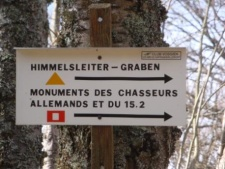 HIMMELSLEITER – GRABEN
MONUMENTS DES CHASSEURS
ALLEMANDS ET DU 15.2